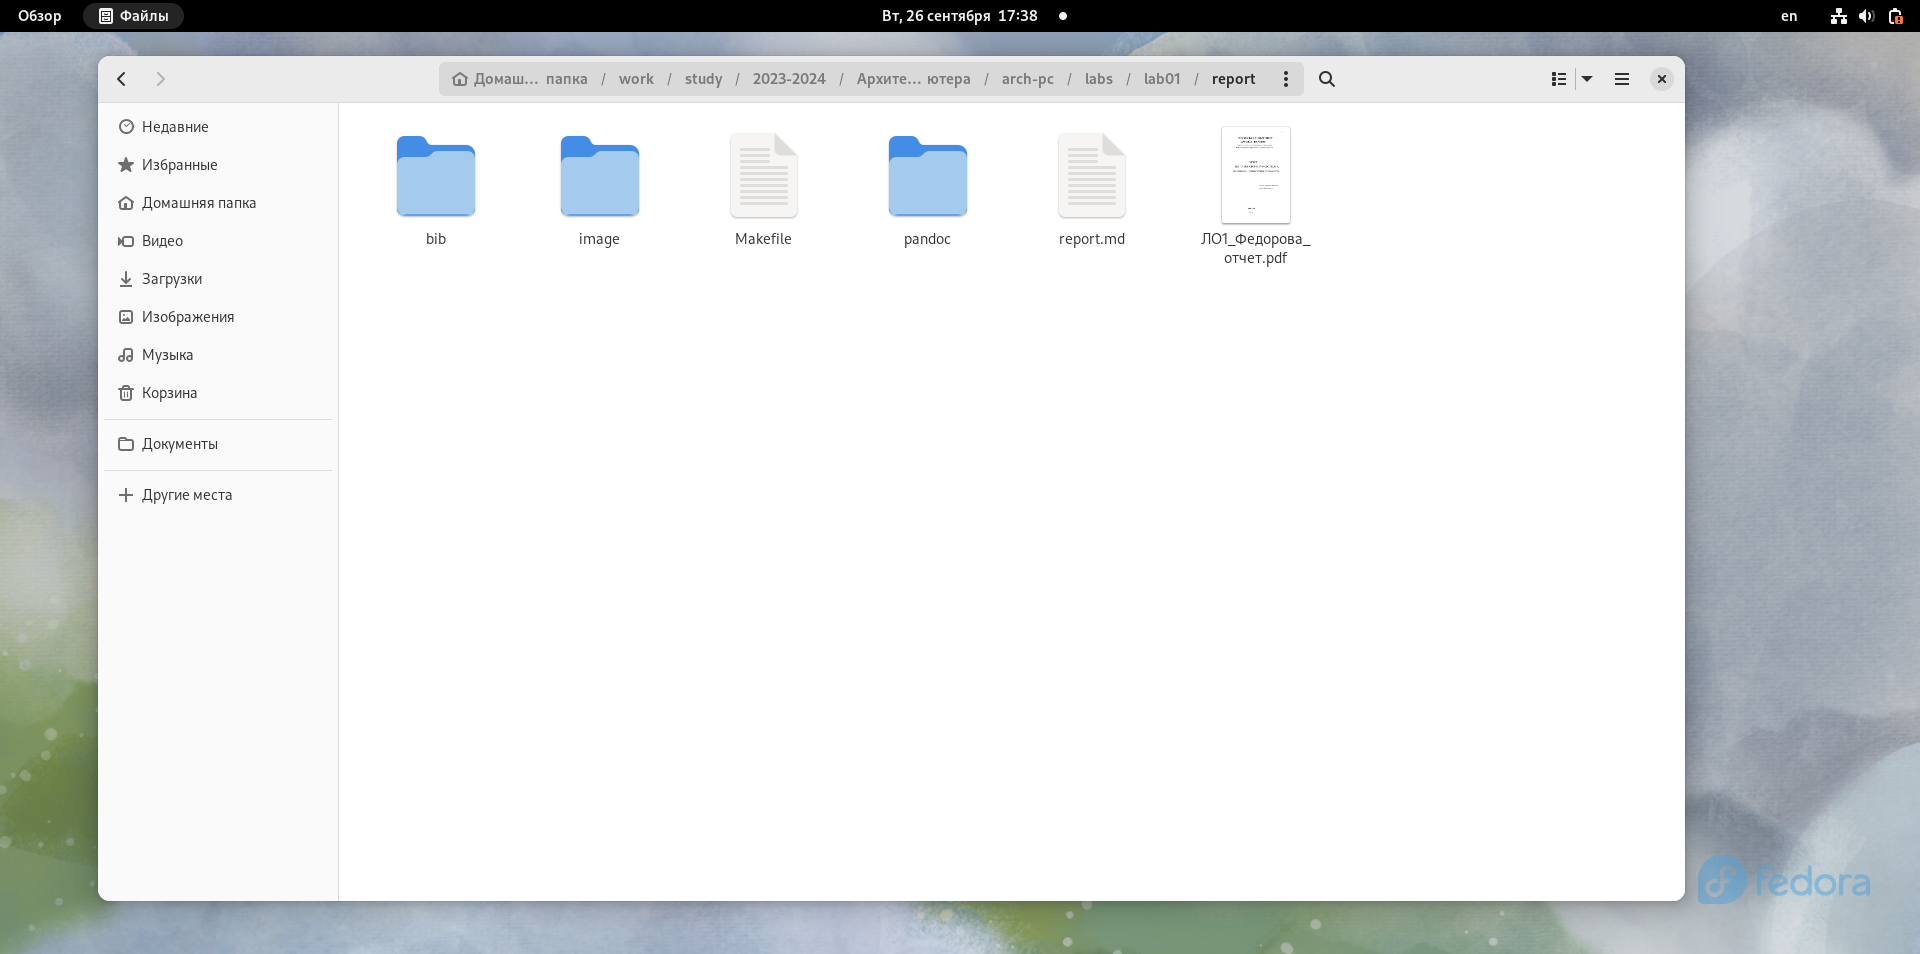 Обзор
Файлы
Вт, 26 сентября 17:38
en
Домаш… папка / work / study / 2023-2024 / Архите… ютера / arch-pc / labs / lab01 / report
Недавние
Избранные
Домашняя папка
Видео
Загрузки
Изображения
Музыка
Корзина
Документы
Другие места
bib
image
Makefile
pandoc
report.md
ЛО1_Федорова_
отчет.pdf
fedora